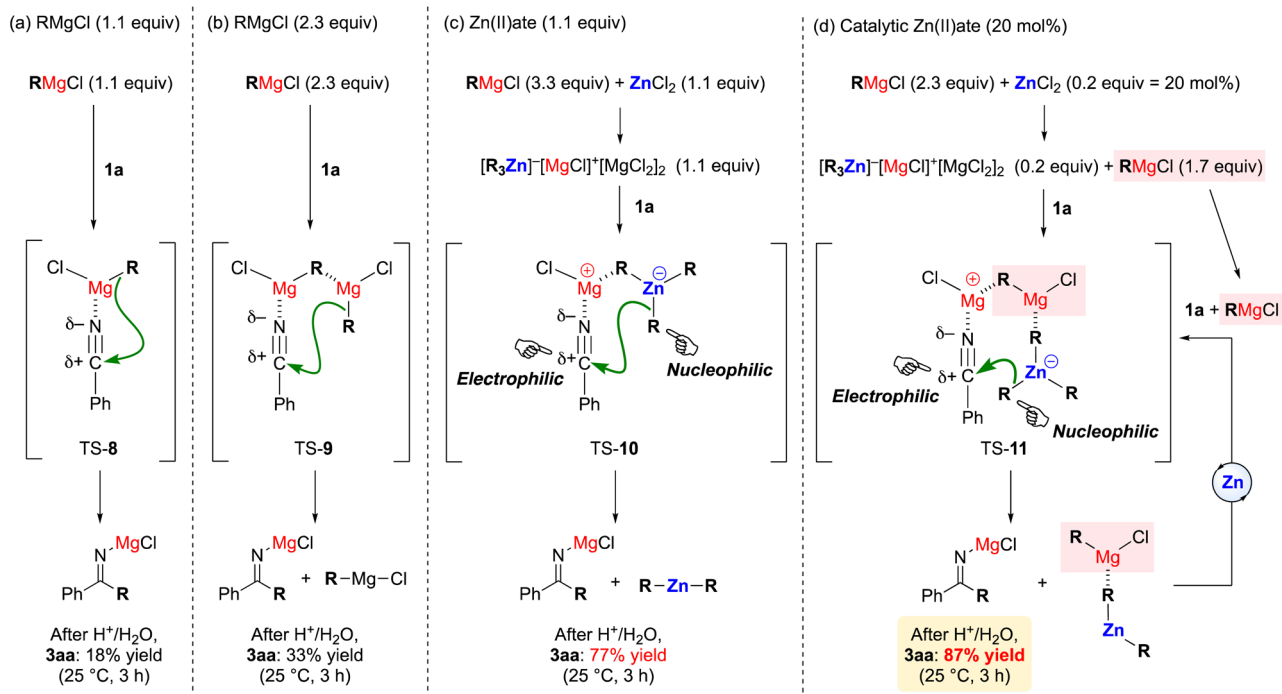 (a) RMgCl (1.1 equiv)
RMgCl (1.1 equiv)
1a
Cl
R
Mg
δ–
N
δ+
C
Ph
TS-8
MgCl
N
Ph
R
After H⁺/H₂O,
3aa: 18% yield
(25 °C, 3 h)
(b) RMgCl (2.3 equiv)
RMgCl (2.3 equiv)
1a
Cl
R
Cl
Mg
Mg
R
δ–
N
δ+
C
Ph
TS-9
MgCl
N
Ph
R
+ R–Mg–Cl
After H⁺/H₂O,
3aa: 33% yield
(25 °C, 3 h)
(c) Zn(II)ate (1.1 equiv)
RMgCl (3.3 equiv) + ZnCl₂ (1.1 equiv)
[R₃Zn]⁻[MgCl]⁺[MgCl₂]₂ (1.1 equiv)
1a
Cl
⊕
R
⊖
R
Mg
Zn
δ–
N
R
δ+
C
Electrophilic
Nucleophilic
Ph
TS-10
MgCl
N
Ph
R
+ R–Zn–R
After H⁺/H₂O,
3aa: 77% yield
(25 °C, 3 h)
(d) Catalytic Zn(II)ate (20 mol%)
RMgCl (2.3 equiv) + ZnCl₂ (0.2 equiv = 20 mol%)
[R₃Zn]⁻[MgCl]⁺[MgCl₂]₂ (0.2 equiv) + RMgCl (1.7 equiv)
1a
Cl
⊕
R
Cl
Mg
Mg
δ–
N
R
δ+
C
Zn
⊖
R
R
Electrophilic
Nucleophilic
Ph
TS-11
1a + RMgCl
Zn
MgCl
N
Ph
R
+
R
Cl
Mg
R
Zn
R
After H⁺/H₂O,
3aa: 87% yield
(25 °C, 3 h)